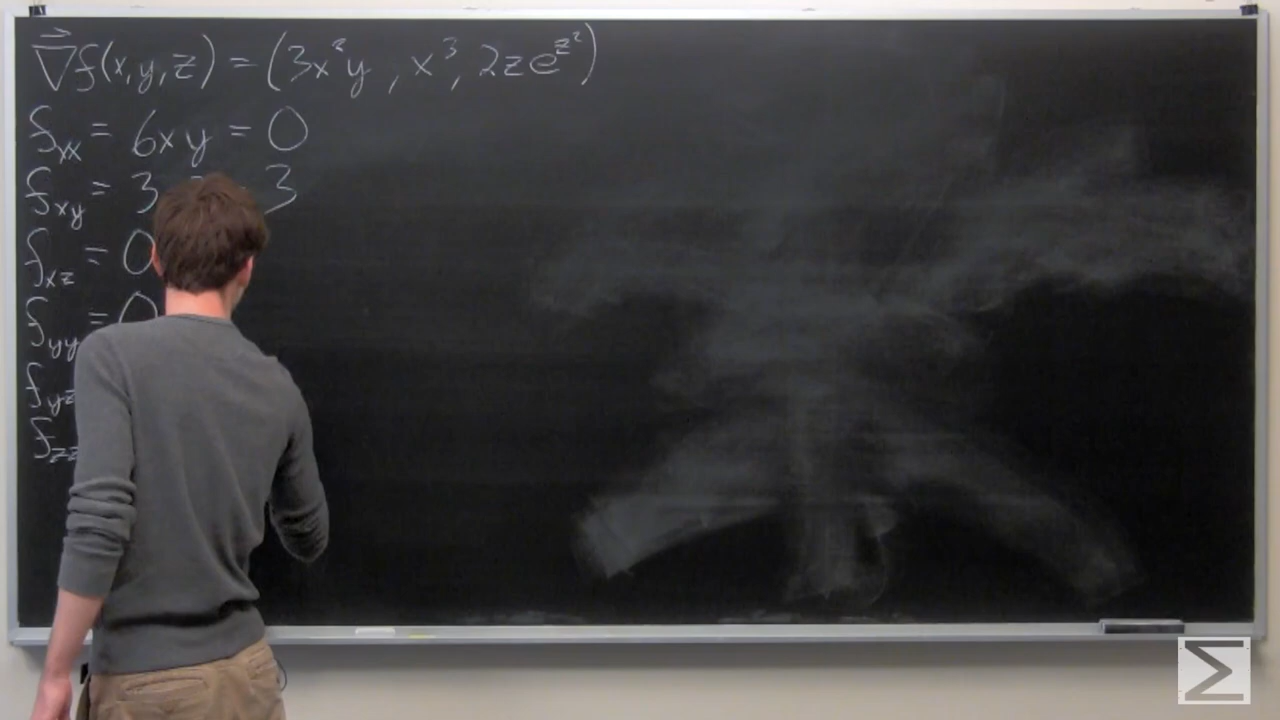 ∇⃗f(x,y,z) = (3x²y, x³, 2ze^{z²})
f_xx = 6xy = 0
f_xy = 3 3
f_xz = 0
f_yy = 0
f_yz
f_zz
Σ